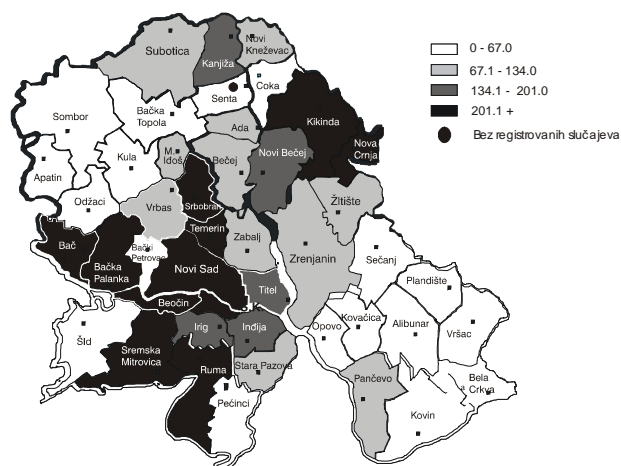 Subotica
Kanjiža
Novi
Kneževac
0 - 67.0
67.1 - 134.0
134.1 - 201.0
201.1 +
Bez registrovanih slučajeva
Sombor
Bačka
Topola
Senta
Coka
Ada
Kikinda
Nova
Crnja
Apatin
Kula
M.
Iđoš
Bečej
Novi Bečej
Odžaci
Vrbas
Srbobran
Žitište
Bač
Bačka
Palanka
Bački
Petrovac
Temerin
Zabalj
Zrenjanin
Sečanj
Novi Sad
Titel
Plandište
Beočin
Šid
Irig
Inđija
Opovo
Kovačica
Alibunar
Vršac
Sremska
Mitrovica
Ruma
Stara Pazova
Pančevo
Pećinci
Bela
Crkva
Kovin